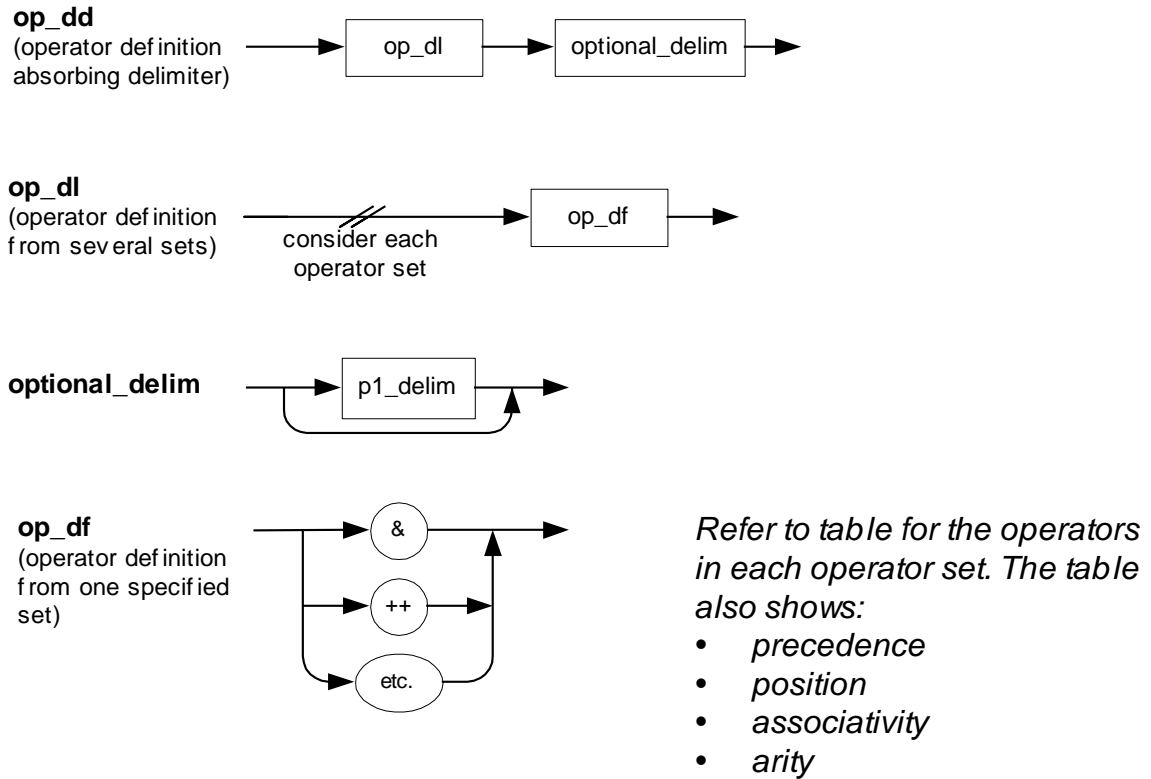 op_dd
(operator definition
absorbing delimiter)
op_dl
optional_delim
op_dl
(operator definition
from several sets)
consider each
operator set
op_df
optional_delim
p1_delim
op_df
(operator definition
from one specified
set)
&
++
etc.
Refer to table for the operators
in each operator set. The table
also shows:
• precedence
• position
• associativity
• arity